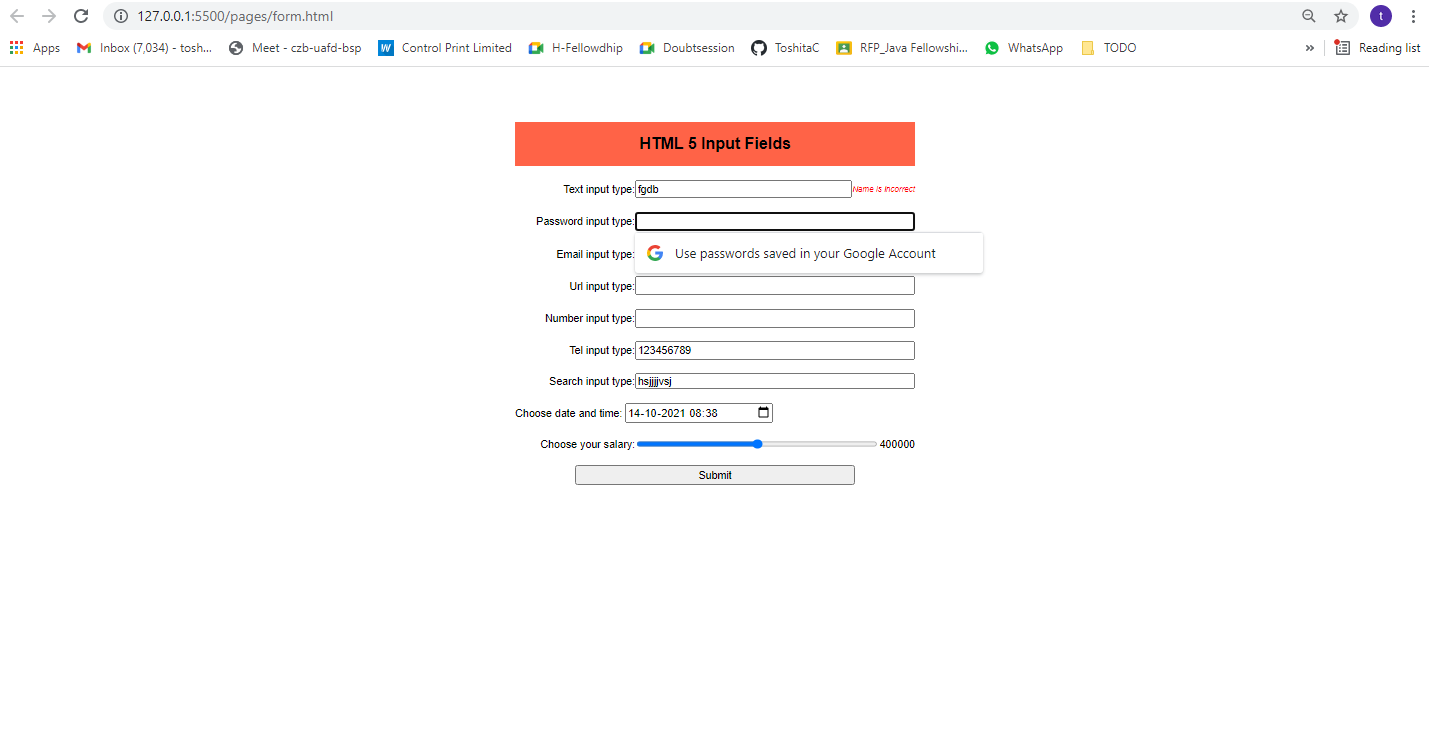 127.0.0.1:5500/pages/form.html
t
Apps Inbox (7,034) - tosh... Meet - czb-uafd-bsp W Control Print Limited H-Fellowdhip Doubtsession ToshitaC RFP_Java Fellowshi... WhatsApp TODO » Reading list
HTML 5 Input Fields
Text input type: fgdb Name is Incorrect
Password input type:
Use passwords saved in your Google Account
Email input type:
Url input type:
Number input type:
Tel input type: 123456789
Search input type: hsjjjjvsj
Choose date and time: 14-10-2021 08:38
Choose your salary: 400000
Submit